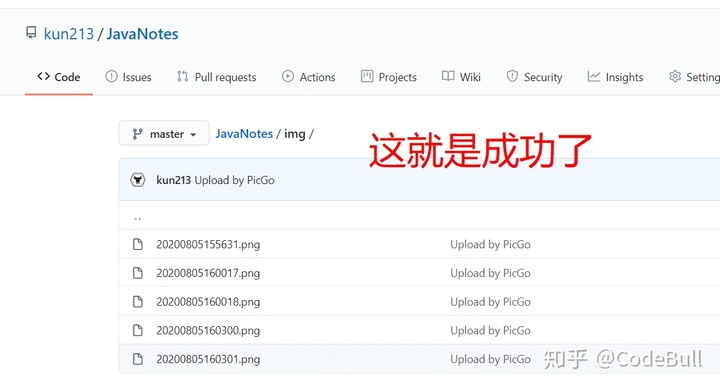 kun213 / JavaNotes
Code Issues Pull requests Actions Projects Wiki Security Insights Setting
master JavaNotes / img /
这就是成功了
kun213 Upload by PicGo
..
20200805155631.png Upload by PicGo
20200805160017.png Upload by PicGo
20200805160018.png Upload by PicGo
20200805160300.png Upload by PicGo
20200805160301.png Upload by PicGo
知乎 @CodeBull